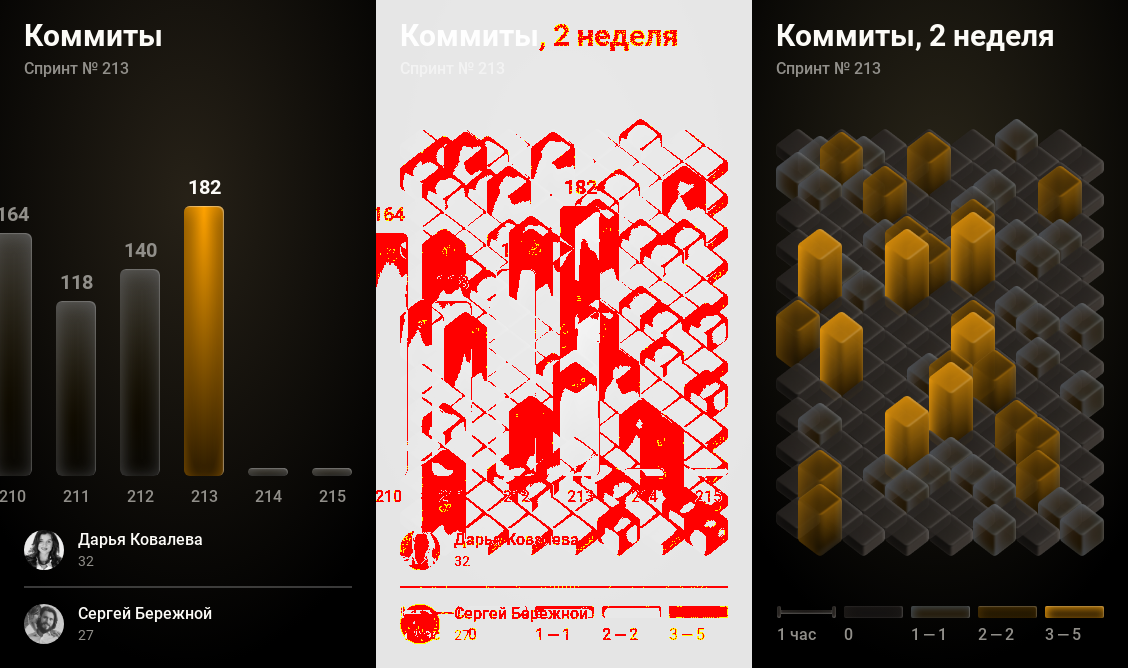 Коммиты
Спринт № 213
182
164
140
118
210 211 212 213 214 215
Дарья Ковалева
32
Сергей Бережной
27
Коммиты, 2 неделя
Спринт № 213
182
164
210 212 213 214 215
Дарья Ковалева
32
Сергей Бережной
27 0 1 — 1 2 — 2 3 — 5
Коммиты, 2 неделя
Спринт № 213
1 час 0 1 — 1 2 — 2 3 — 5